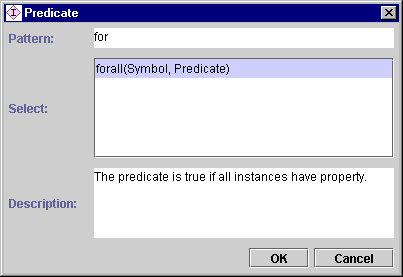 Predicate
Pattern: for
Select: forall(Symbol, Predicate)
Description: The predicate is true if all instances have property.
OK Cancel